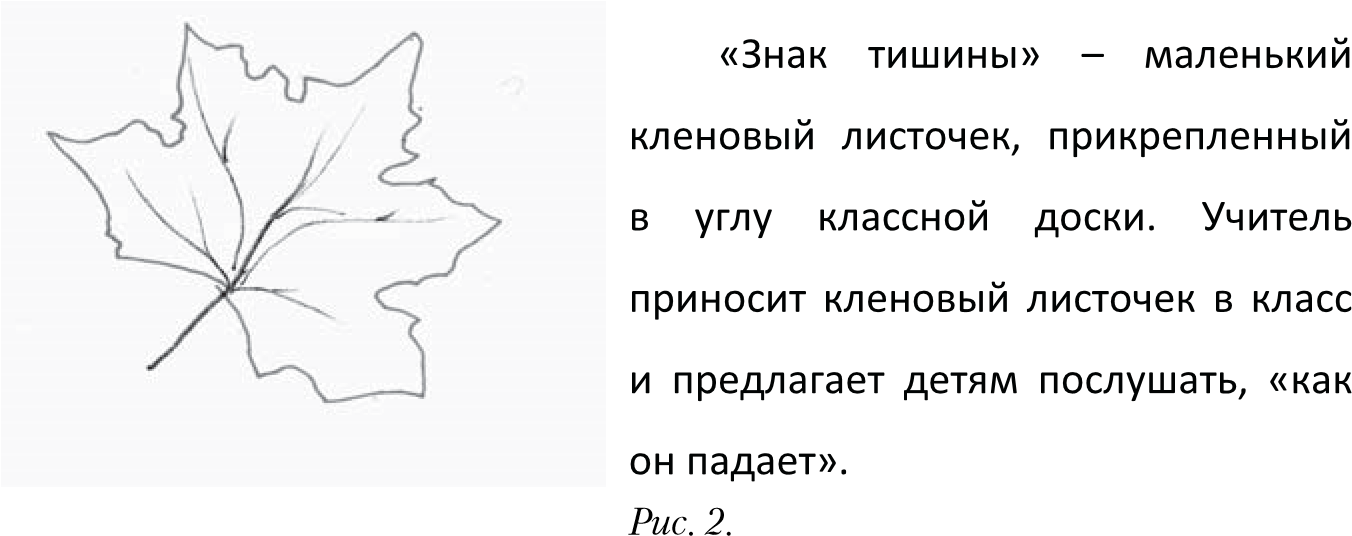 «Знак тишины» – маленький
кленовый листочек, прикрепленный
в углу классной доски. Учитель
приносит кленовый листочек в класс
и предлагает детям послушать, «как
он падает».
Рис. 2.